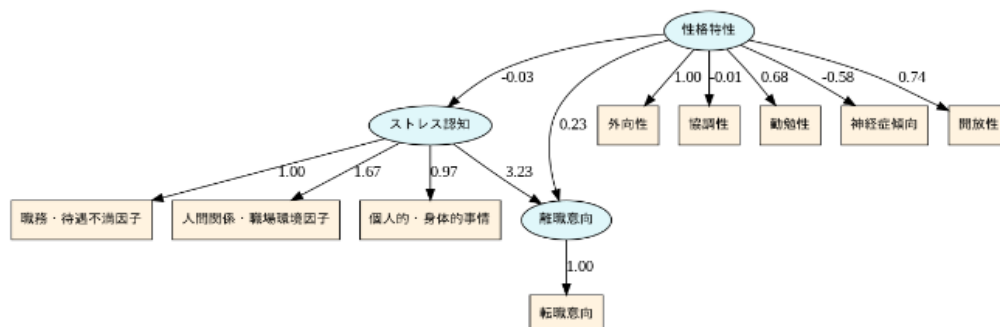 性格特性
-0.03
0.23
1.00
-0.01
0.68
-0.58
0.74
ストレス認知
外向性
協調性
勤勉性
神経症傾向
開放性
1.00
1.67
0.97
3.23
職務・待遇不満因子
人間関係・職場環境因子
個人的・身体的事情
離職意向
1.00
転職意向